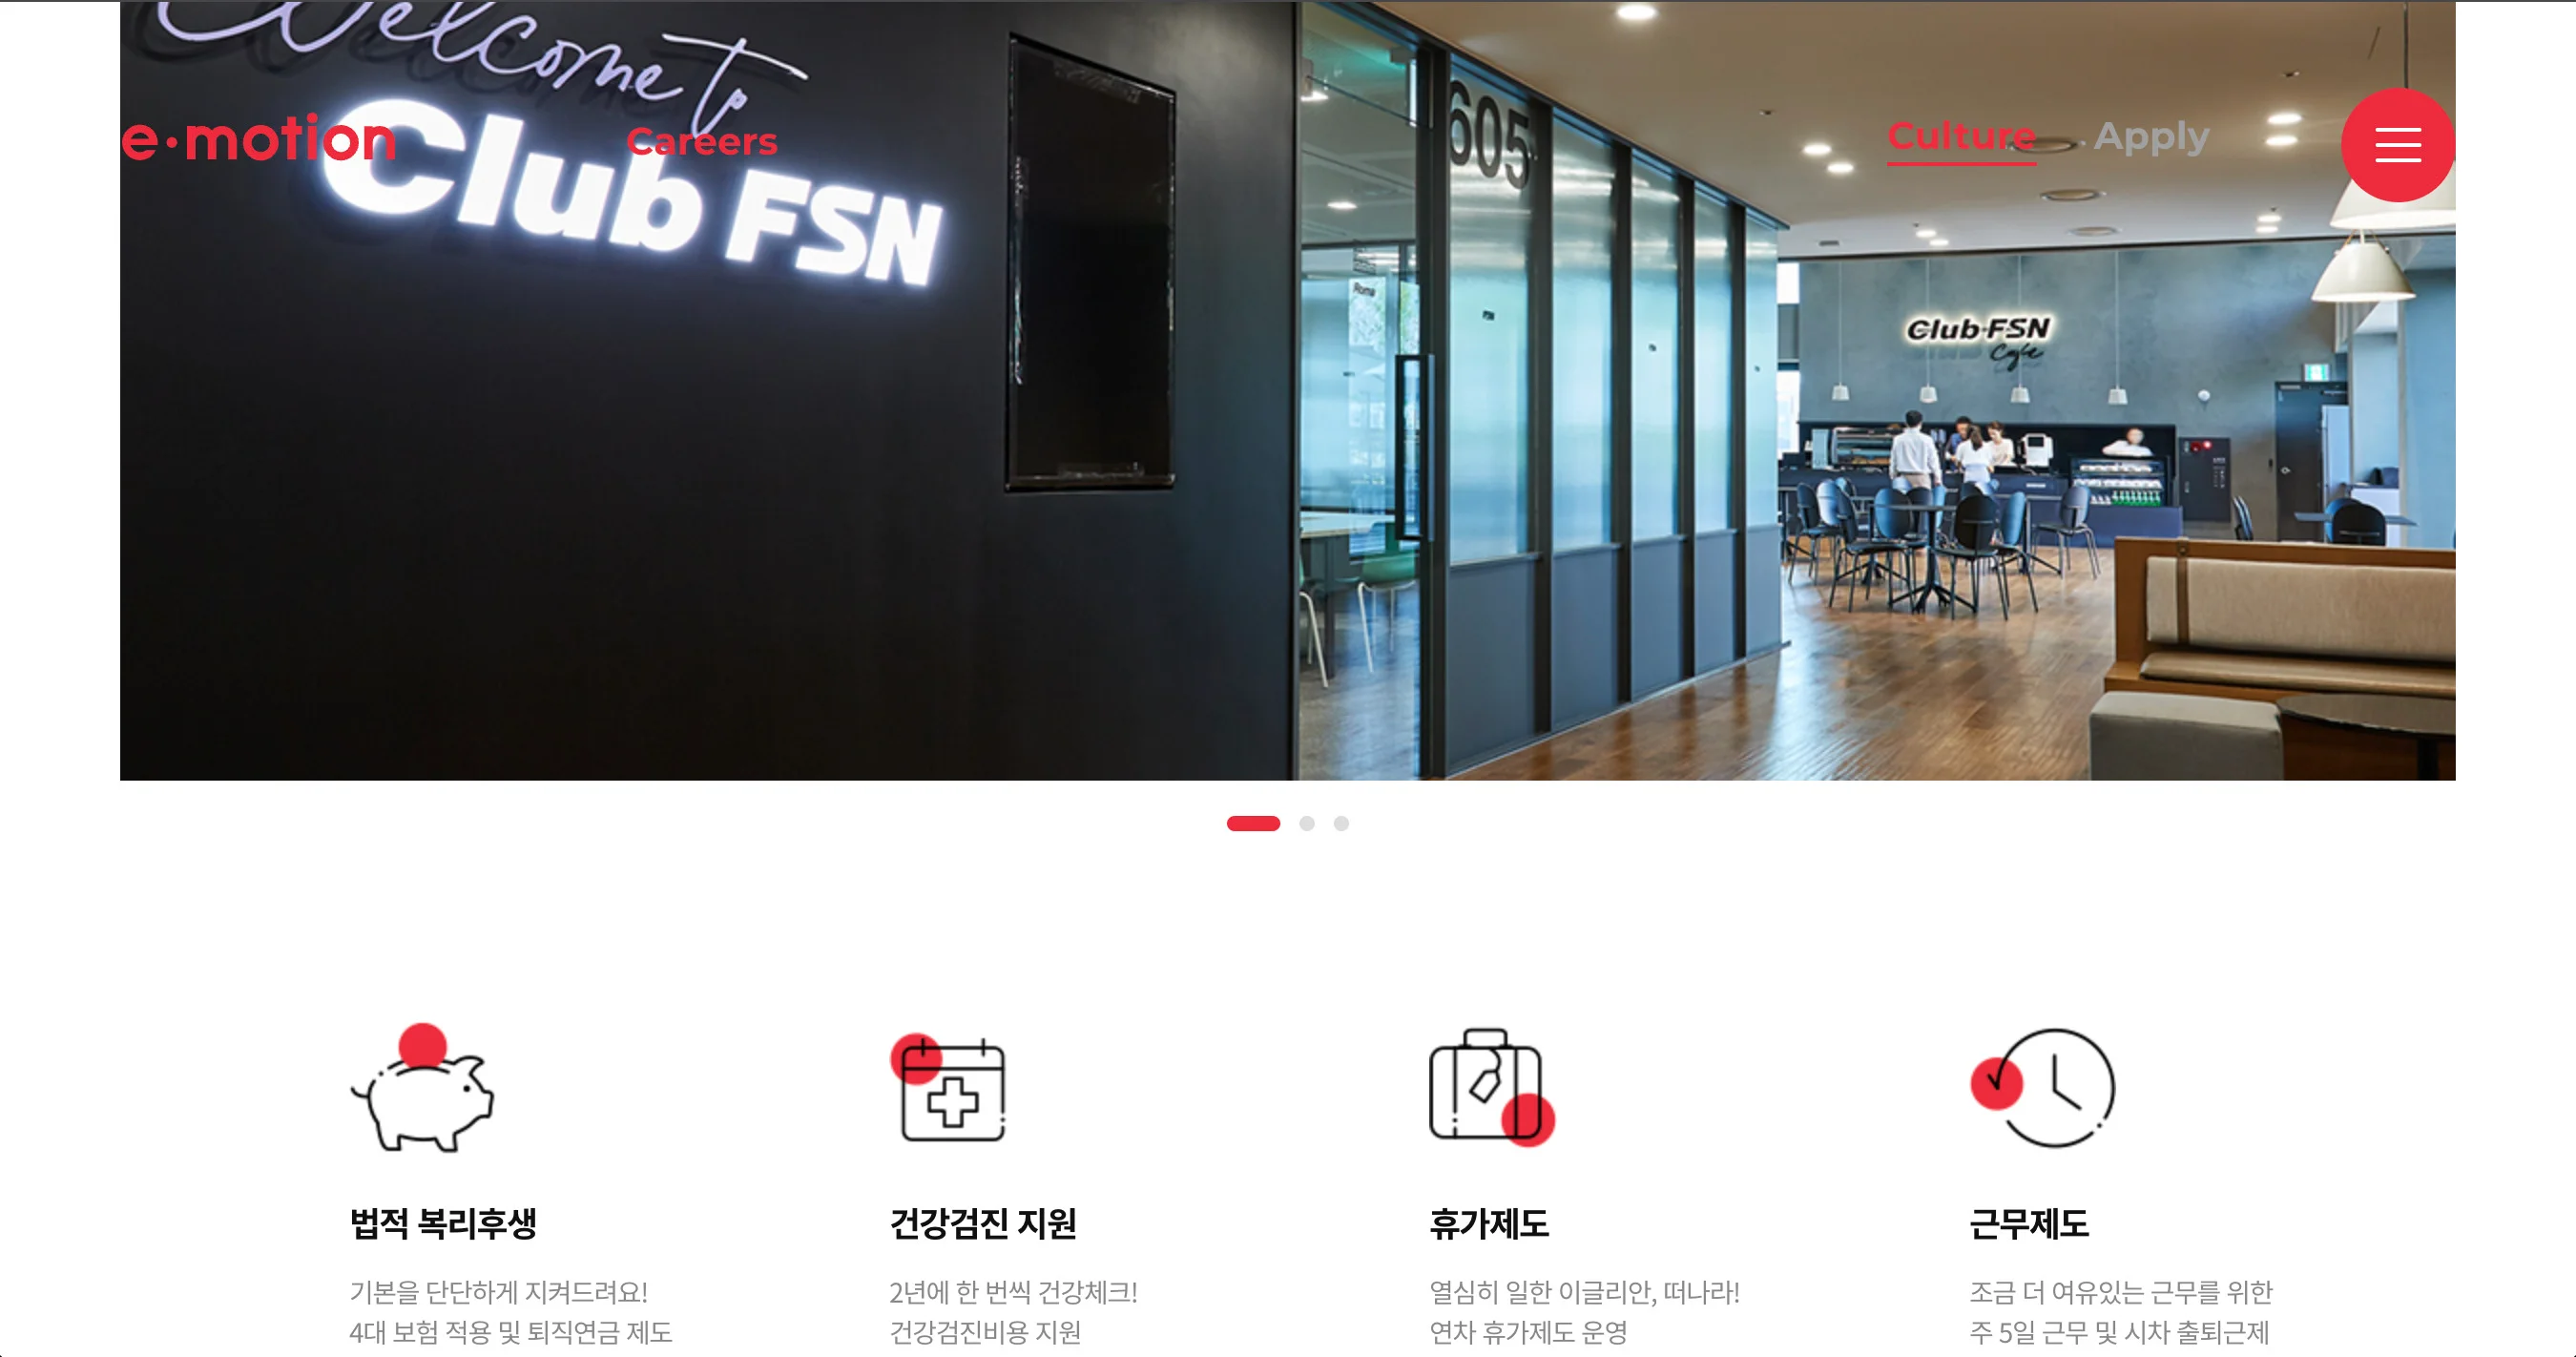 Welcome to
Club FSN
e·motion
Careers
Culture
Apply
605
Club FSN
Cafe
법적 복리후생
기본을 단단하게 지켜드려요!
4대 보험 적용 및 퇴직연금 제도
건강검진 지원
2년에 한 번씩 건강체크!
건강검진비용 지원
휴가제도
열심히 일한 이글리안, 떠나라!
연차 휴가제도 운영
근무제도
조금 더 여유있는 근무를 위한
주 5일 근무 및 시차 출퇴근제